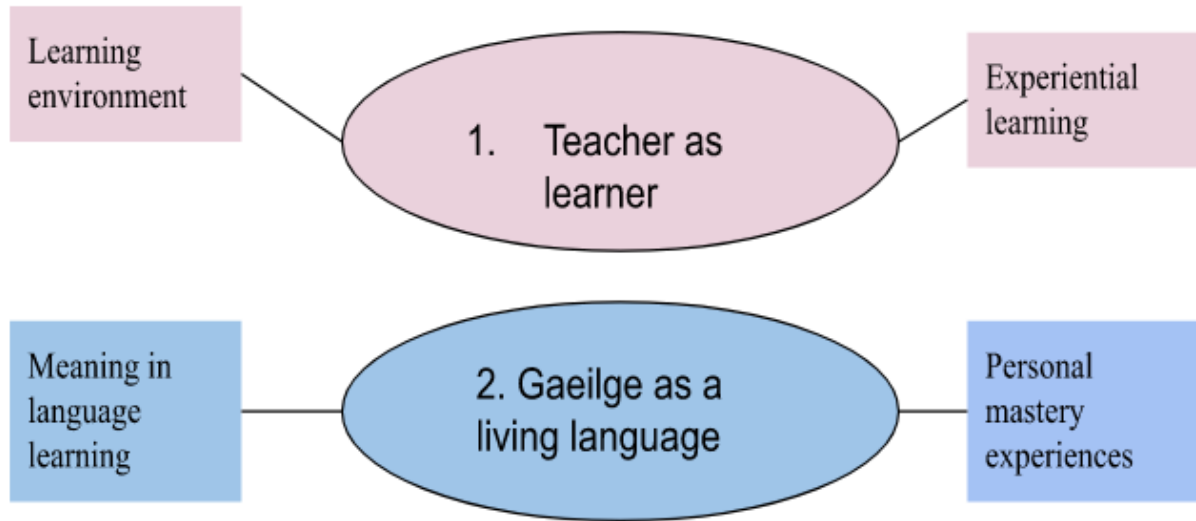 Learning
environment
1. Teacher as
learner
Experiential
learning
Meaning in
language
learning
2. Gaeilge as a
living language
Personal
mastery
experiences